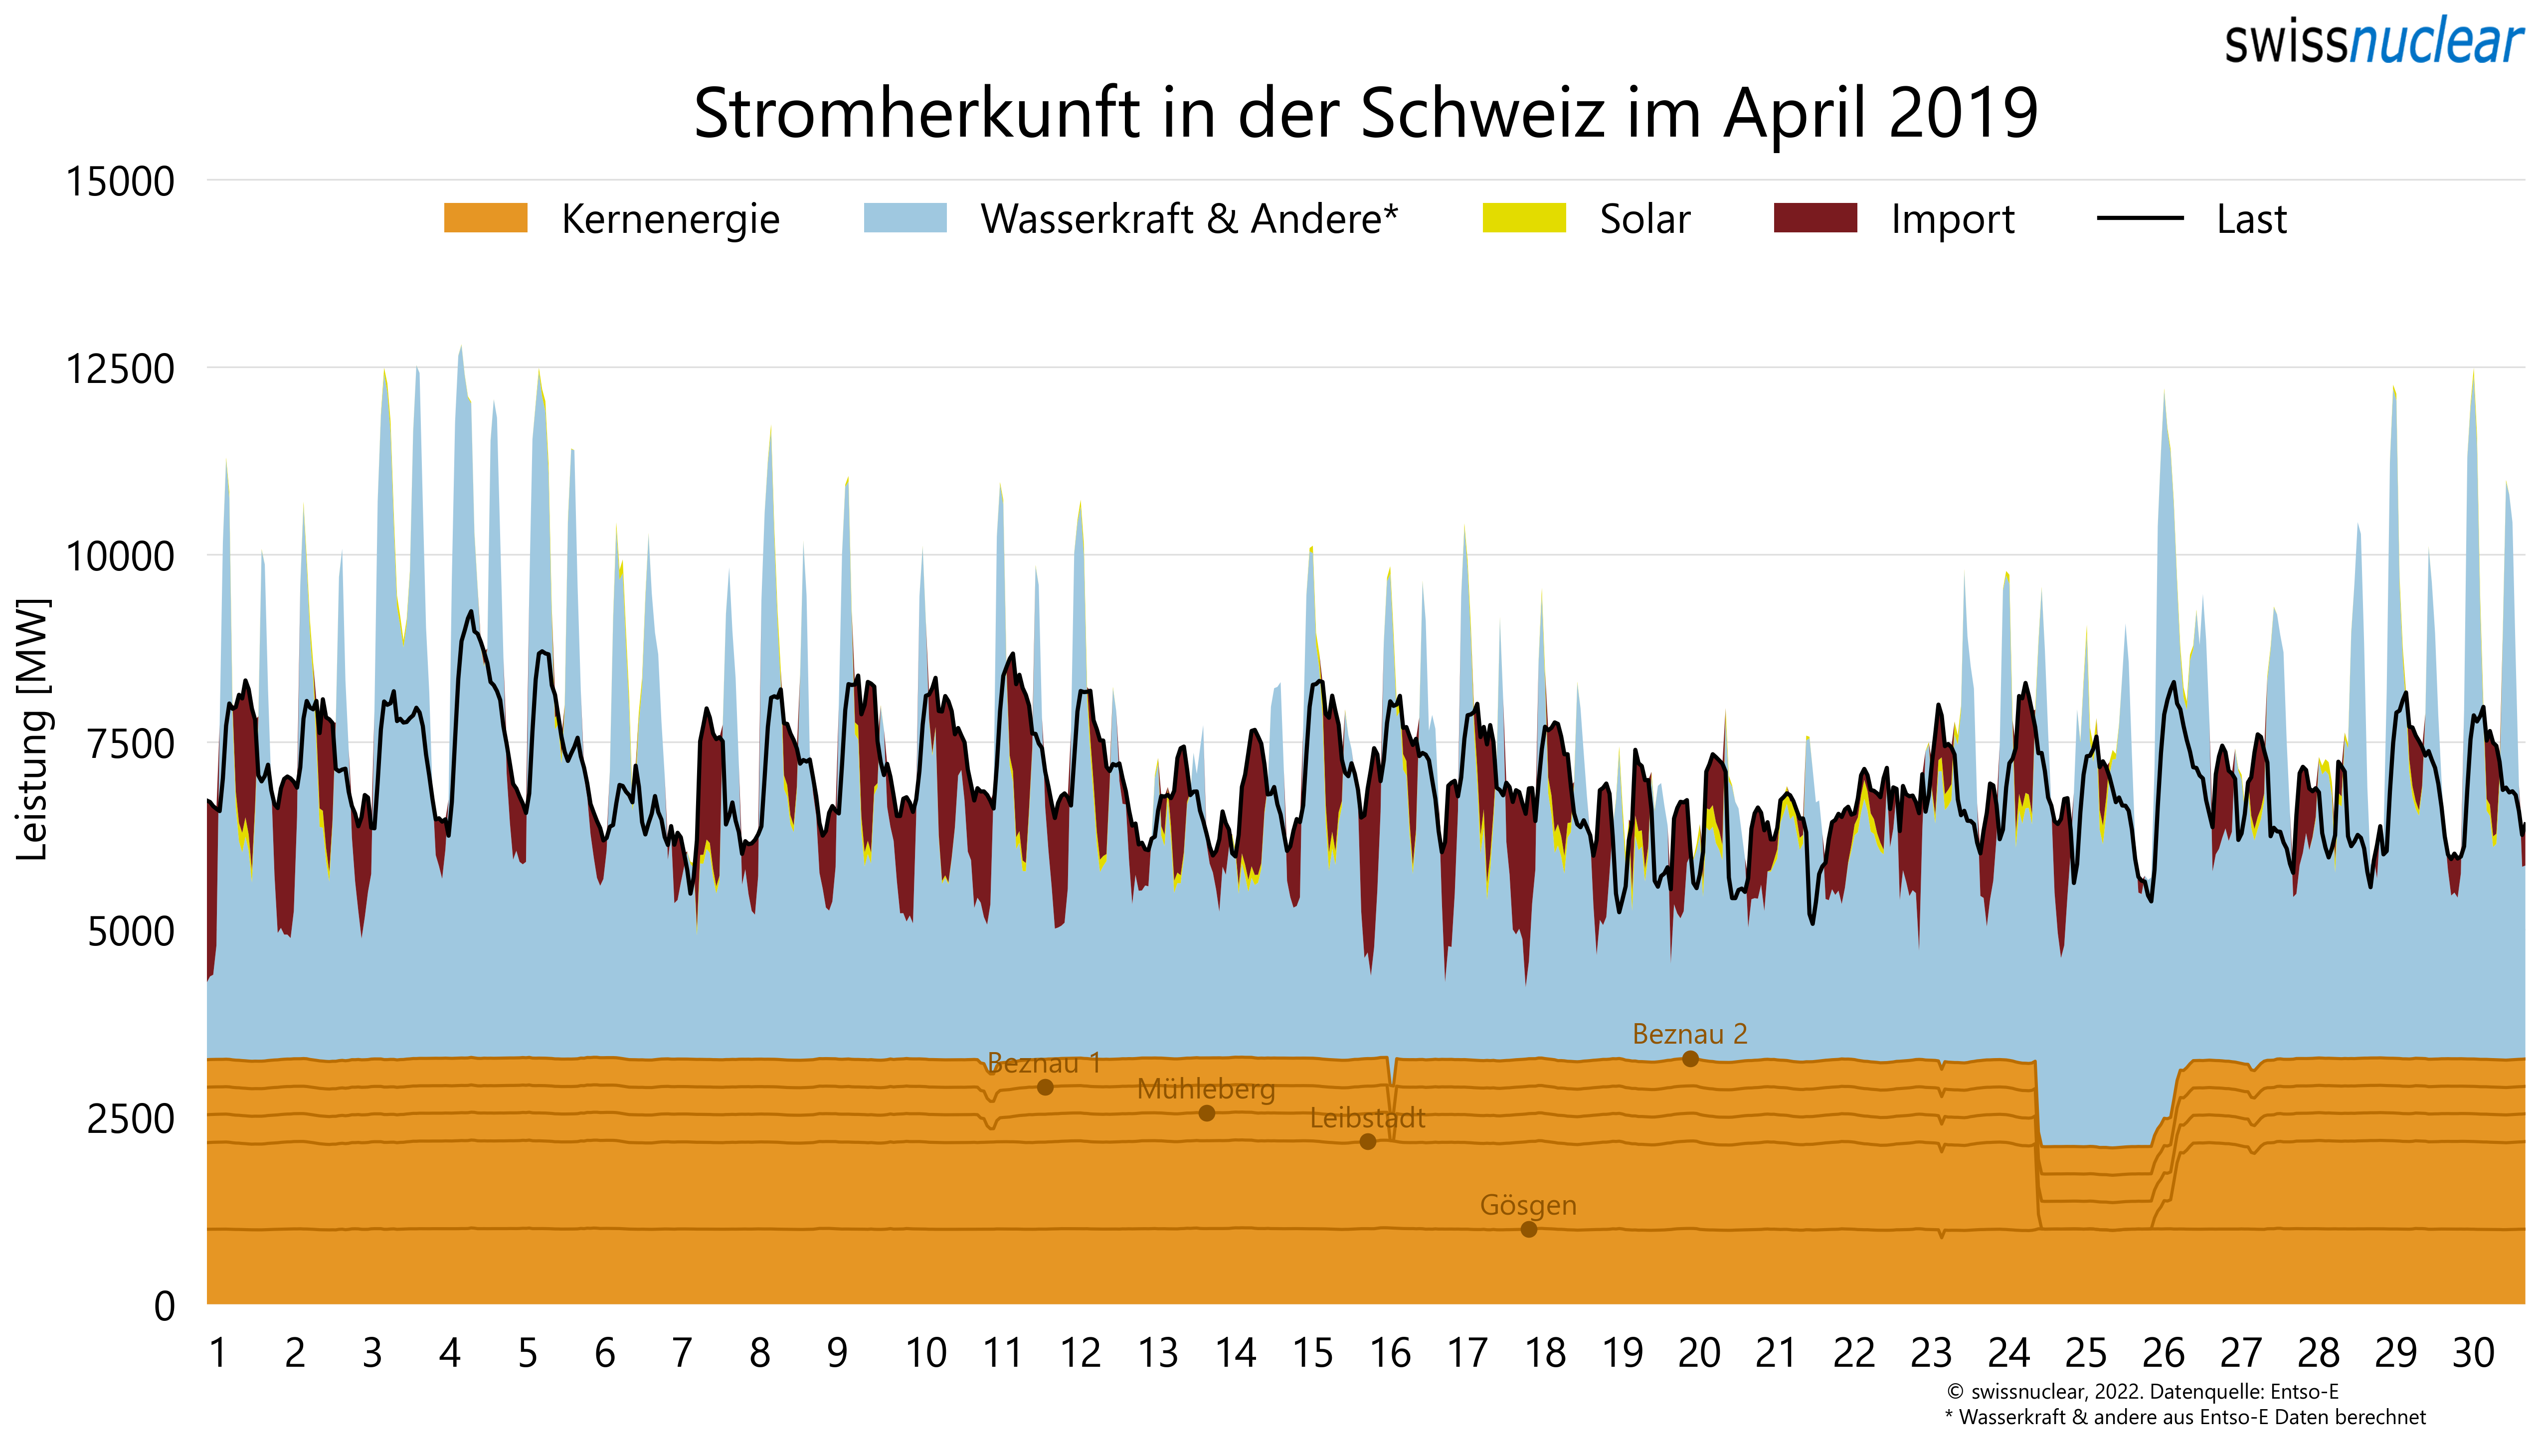 swissnuclear
Stromherkunft in der Schweiz im April 2019
15000
Kernenergie Wasserkraft & Andere* Solar Import Last
12500
10000
7500
5000
2500
0
Leistung [MW]
Beznau 2
Beznau 1
Mühleberg
Leibstadt
Gösgen
1 2 3 4 5 6 7 8 9 10 11 12 13 14 15 16 17 18 19 20 21 22 23 24 25 26 27 28 29 30
© swissnuclear, 2022. Datenquelle: Entso-E
* Wasserkraft & andere aus Entso-E Daten berechnet